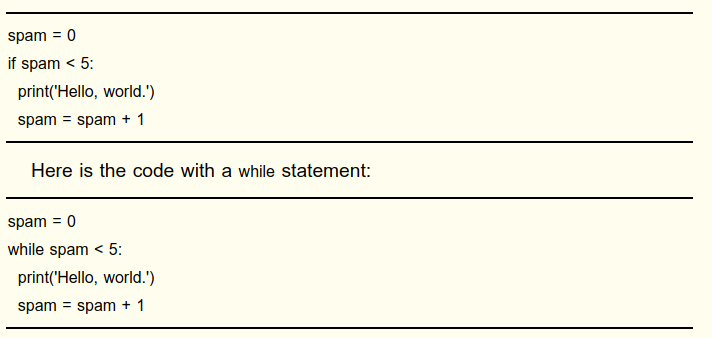 spam = 0
if spam < 5:
print('Hello, world.')
spam = spam + 1
Here is the code with a while statement:
spam = 0
while spam < 5:
print('Hello, world.')
spam = spam + 1